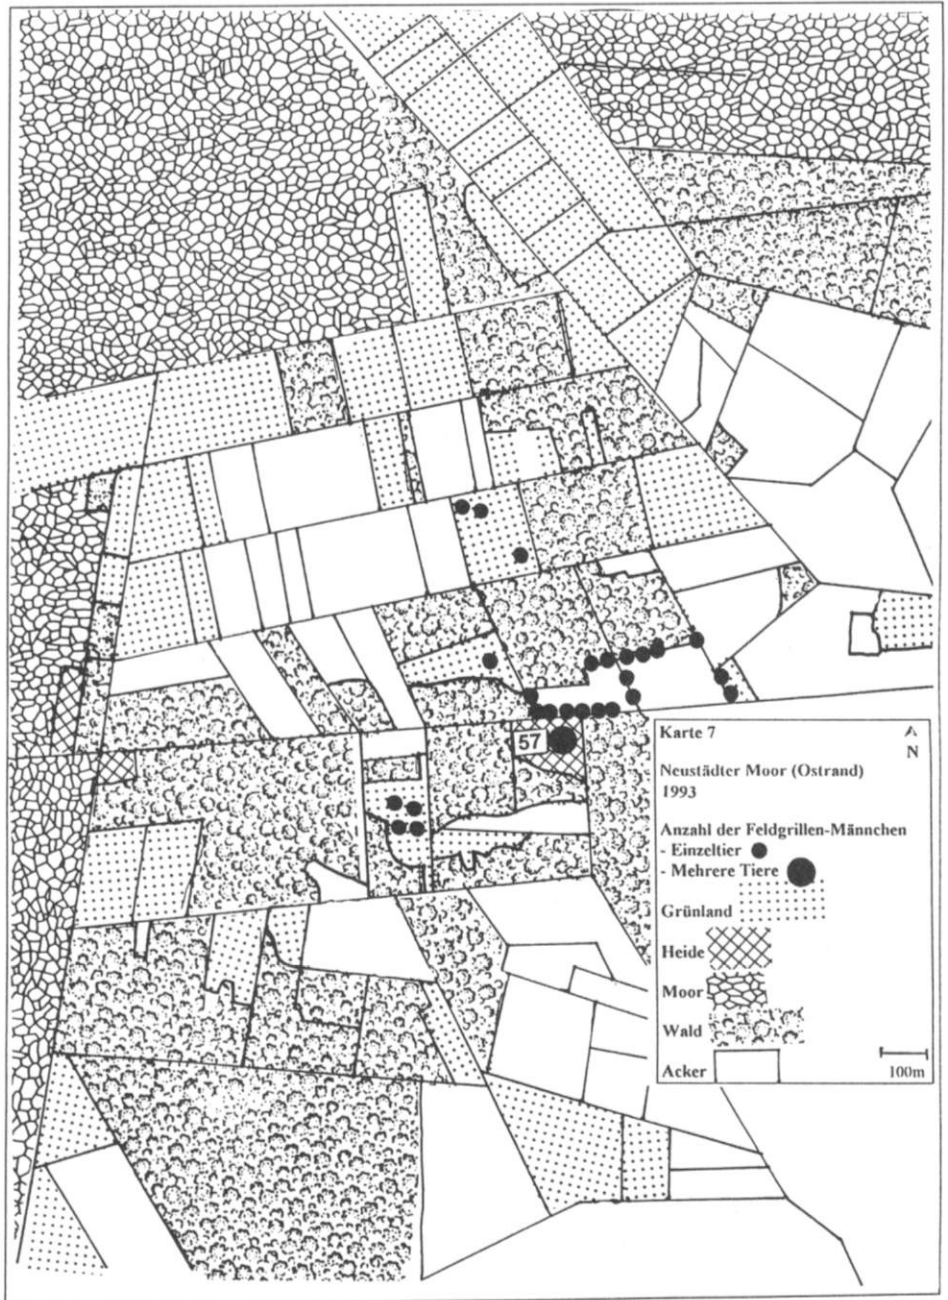 57
Karte 7
N
Neustädter Moor (Ostrand)
1993
Anzahl der Feldgrillen-Männchen
- Einzeltier
- Mehrere Tiere
Grünland
Heide
Moor
Wald
Acker
100m